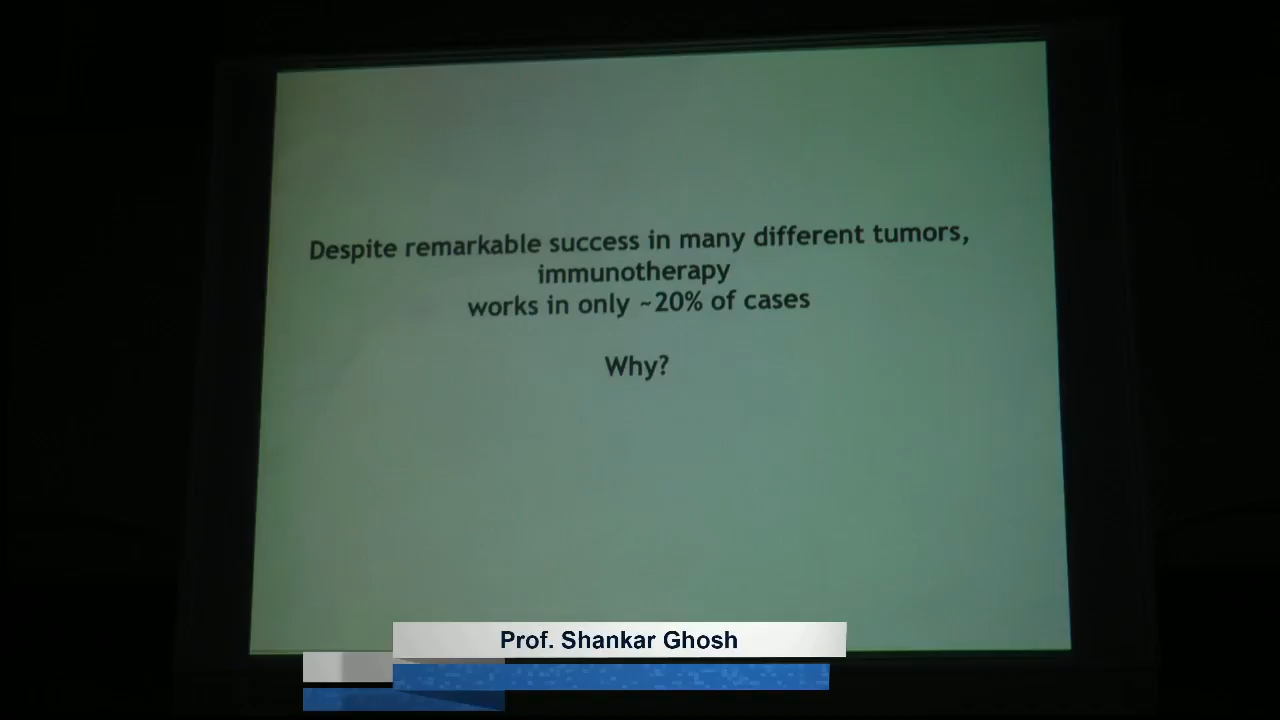 Despite remarkable success in many different tumors,
immunotherapy
works in only ~20% of cases
Why?
Prof. Shankar Ghosh